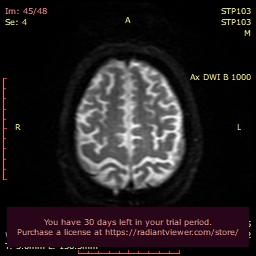 Im: 45/48
Se: 4
A
STP103
STP103
M
Ax DWI B 1000
R
L
You have 30 days left in your trial period.
Purchase a license at https://radiantviewer.com/store/